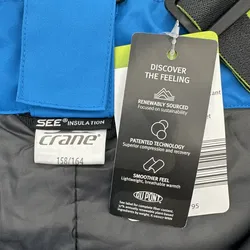 SEE® INSULATION
crane®
158/164
DISCOVER
THE FEELING
RENEWABLY SOURCED
Focused on sustainability
PATENTED TECHNOLOGY
Superior compression and recovery
SMOOTHER FEEL
Lightweight, breathable warmth
DUPONT